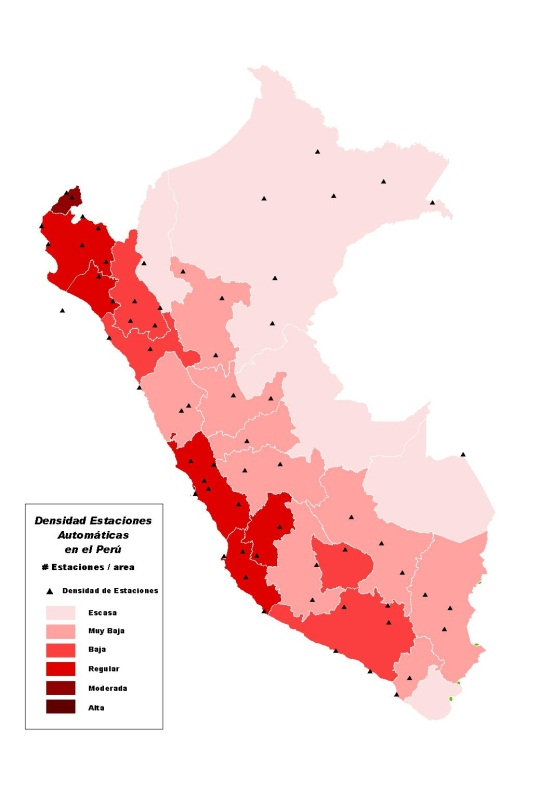 Densidad Estaciones
Automáticas
en el Perú
# Estaciones / area
Densidad de Estaciones
Escasa
Muy Baja
Baja
Regular
Moderada
Alta